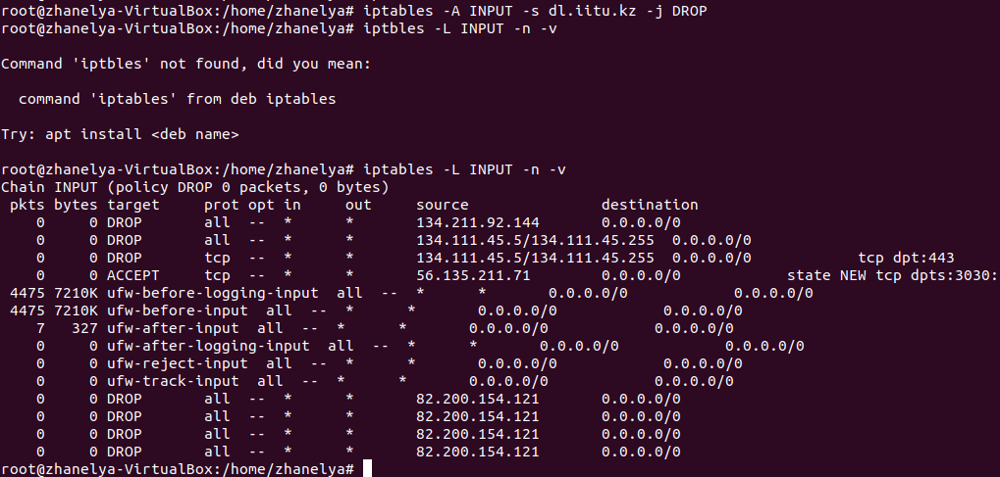 root@zhanelya-VirtualBox:/home/zhanelya# iptables -A INPUT -s dl.iitu.kz -j DROP
root@zhanelya-VirtualBox:/home/zhanelya# iptbles -L INPUT -n -v
Command 'iptbles' not found, did you mean:
command 'iptables' from deb iptables
Try: apt install <deb name>
root@zhanelya-VirtualBox:/home/zhanelya# iptables -L INPUT -n -v
Chain INPUT (policy DROP 0 packets, 0 bytes)
pkts bytes target prot opt in out source destination
0 0 DROP all -- * * 134.211.92.144 0.0.0.0/0
0 0 DROP all -- * * 134.111.45.5/134.111.45.255 0.0.0.0/0
0 0 DROP tcp -- * * 134.111.45.5/134.111.45.255 0.0.0.0/0 tcp dpt:443
0 0 ACCEPT tcp -- * * 56.135.211.71 0.0.0.0/0 state NEW tcp dpts:3030:
4475 7210K ufw-before-logging-input all -- * * 0.0.0.0/0 0.0.0.0/0
4475 7210K ufw-before-input all -- * * 0.0.0.0/0 0.0.0.0/0
7 327 ufw-after-input all -- * * 0.0.0.0/0 0.0.0.0/0
0 0 ufw-after-logging-input all -- * * 0.0.0.0/0 0.0.0.0/0
0 0 ufw-reject-input all -- * * 0.0.0.0/0 0.0.0.0/0
0 0 ufw-track-input all -- * * 0.0.0.0/0 0.0.0.0/0
0 0 DROP all -- * * 82.200.154.121 0.0.0.0/0
0 0 DROP all -- * * 82.200.154.121 0.0.0.0/0
0 0 DROP all -- * * 82.200.154.121 0.0.0.0/0
0 0 DROP all -- * * 82.200.154.121 0.0.0.0/0
root@zhanelya-VirtualBox:/home/zhanelya#